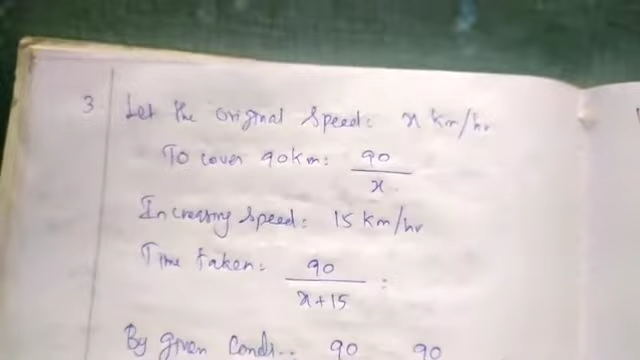 3 Let the original speed: x km/hr
To cover 90km: 90/x
Increasing speed: 15 km/hr
Time taken: 90/x+15 :
By given Condi.. 90 90